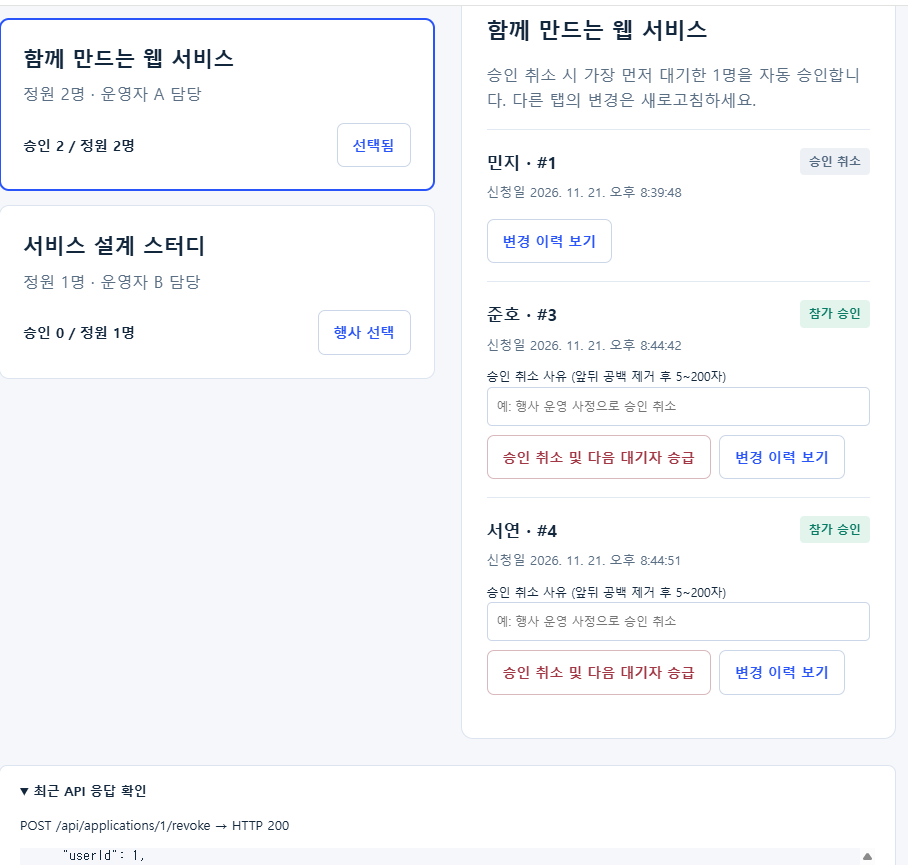 함께 만드는 웹 서비스
정원 2명 · 운영자 A 담당
승인 2 / 정원 2명
선택됨
서비스 설계 스터디
정원 1명 · 운영자 B 담당
승인 0 / 정원 1명
행사 선택
함께 만드는 웹 서비스
승인 취소 시 가장 먼저 대기한 1명을 자동 승인합니
다. 다른 탭의 변경은 새로고침하세요.
민지 · #1
승인 취소
신청일 2026. 11. 21. 오후 8:39:48
변경 이력 보기
준호 · #3
참가 승인
신청일 2026. 11. 21. 오후 8:44:42
승인 취소 사유 (앞뒤 공백 제거 후 5~200자)
예: 행사 운영 사정으로 승인 취소
승인 취소 및 다음 대기자 승급
변경 이력 보기
서연 · #4
참가 승인
신청일 2026. 11. 21. 오후 8:44:51
승인 취소 사유 (앞뒤 공백 제거 후 5~200자)
예: 행사 운영 사정으로 승인 취소
승인 취소 및 다음 대기자 승급
변경 이력 보기
▼ 최근 API 응답 확인
POST /api/applications/1/revoke → HTTP 200
"userId": 1,